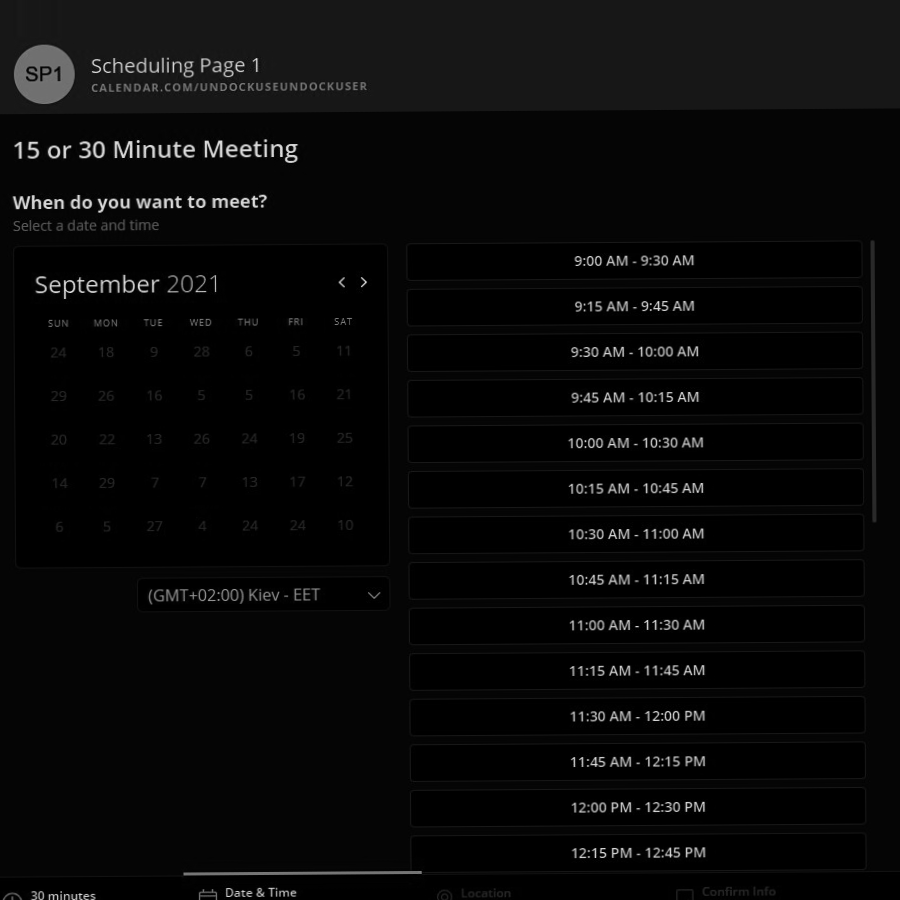 SP1
Scheduling Page 1
CALENDAR.COM/UNDOCKUSEUNDOCKUSER
15 or 30 Minute Meeting
When do you want to meet?
Select a date and time
September 2021
SUN MON TUE WED THU FRI SAT
24 18 9 28 6 5 11
29 26 16 5 5 16 21
20 22 13 26 24 19 25
14 29 7 7 13 17 12
6 5 27 4 24 24 10
(GMT+02:00) Kiev - EET
9:00 AM - 9:30 AM
9:15 AM - 9:45 AM
9:30 AM - 10:00 AM
9:45 AM - 10:15 AM
10:00 AM - 10:30 AM
10:15 AM - 10:45 AM
10:30 AM - 11:00 AM
10:45 AM - 11:15 AM
11:00 AM - 11:30 AM
11:15 AM - 11:45 AM
11:30 AM - 12:00 PM
11:45 AM - 12:15 PM
12:00 PM - 12:30 PM
12:15 PM - 12:45 PM
30 minutes
Date & Time
Location
Confirm Info